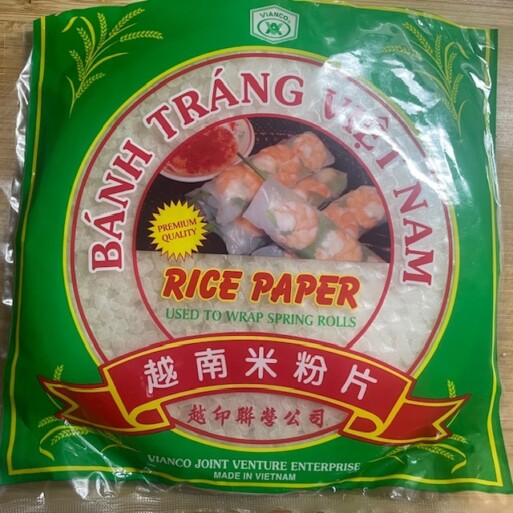 VIANCO
BÁNH TRÁNG VIỆT NAM
PREMIUM
QUALITY
RICE PAPER
USED TO WRAP SPRING ROLLS
越南米粉片
越印聯營公司
VIANCO JOINT VENTURE ENTERPRISE
MADE IN VIETNAM